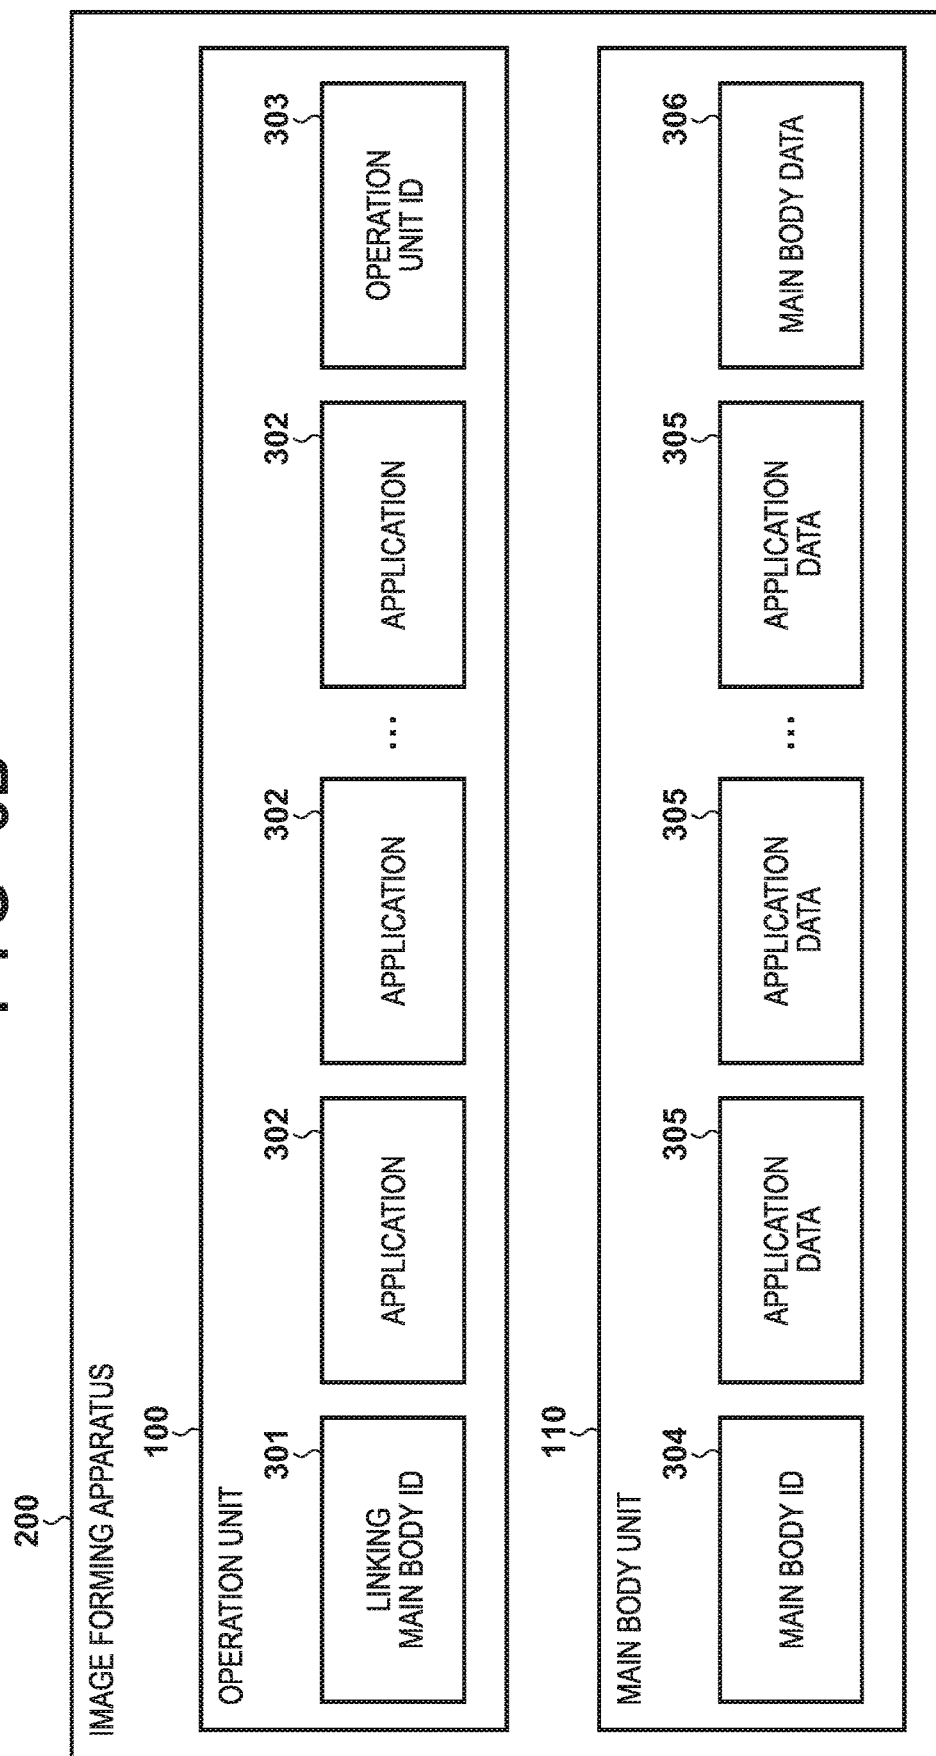 200
IMAGE FORMING APPARATUS
100
OPERATION UNIT
301
LINKING
MAIN BODY ID
302
APPLICATION
302
APPLICATION
...
302
APPLICATION
303
OPERATION
UNIT ID
110
MAIN BODY UNIT
304
MAIN BODY ID
305
APPLICATION
DATA
305
APPLICATION
DATA
...
305
APPLICATION
DATA
306
MAIN BODY DATA